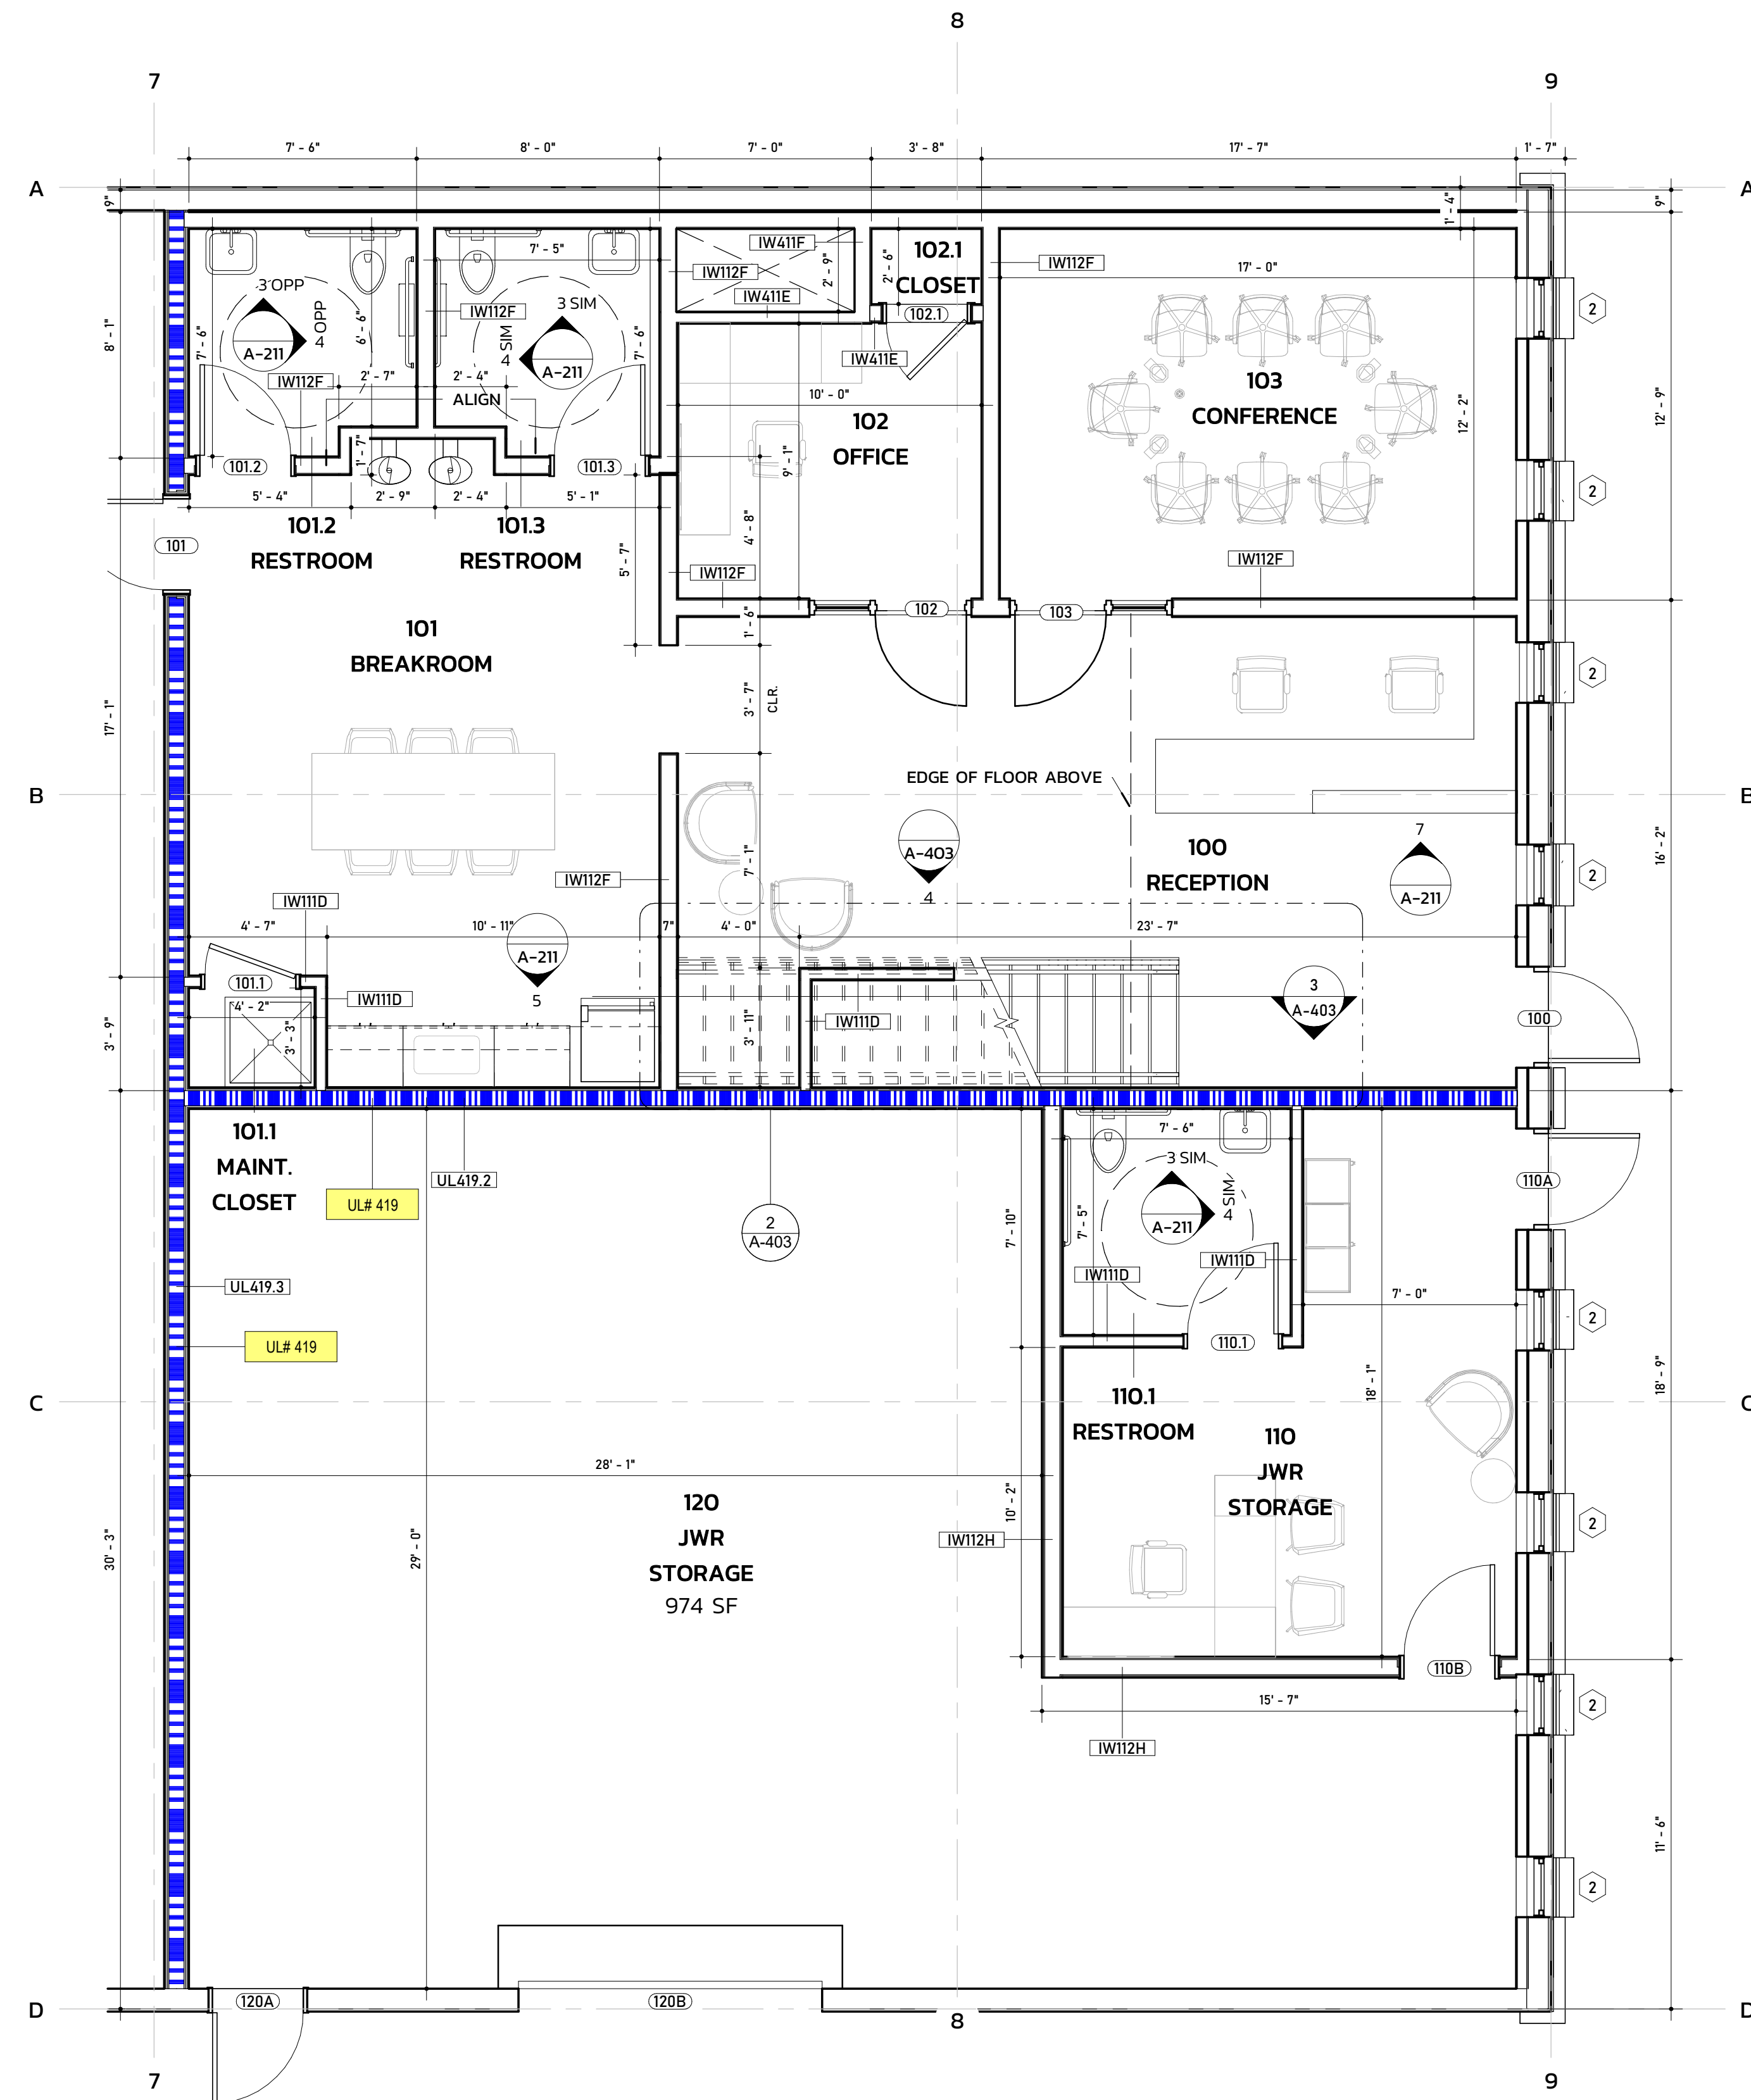 8
7
9
7' - 6"
8' - 0"
7' - 0"
3' - 8"
17' - 7"
1' - 7"
A
A
9"
1' - 4"
9"
IW411F
102.1
CLOSET
7' - 5"
IW112F
2' - 9"
2' - 6"
IW112F
17' - 0"
3 OPP
4 OPP
A-211
IW411E
3 SIM
4 SIM
A-211
IW112F
102.1
2
8' - 1"
7' - 6"
6' - 6"
7' - 6"
IW411E
IW112F
2' - 7"
2' - 4"
ALIGN
10' - 0"
103
CONFERENCE
12' - 2"
12' - 9"
102
OFFICE
1' - 7"
9' - 1"
101.2
101.3
5' - 4"
2' - 9"
2' - 4"
5' - 1"
2
101.2
RESTROOM
101.3
RESTROOM
4' - 8"
101
5' - 7"
IW112F
IW112F
102
103
1' - 6"
101
BREAKROOM
2
17' - 1"
3' - 7"
CLR.
EDGE OF FLOOR ABOVE
B
B
A-403
4
100
RECEPTION
7
A-211
16' - 2"
2
7' - 1"
IW112F
IW111D
4' - 7"
10' - 11"
7"
4' - 0"
23' - 7"
A-211
5
101.1
IW111D
4' - 2"
3' - 3"
3' - 9"
3' - 11"
IW111D
3
A-403
100
101.1
MAINT.
CLOSET
UL# 419
UL419.2
2
A-403
7' - 6"
3 SIM
4 SIM
A-211
110A
7' - 10"
7' - 5"
IW111D
IW111D
UL419.3
UL# 419
7' - 0"
2
110.1
C
C
110.1
RESTROOM
18' - 1"
18' - 9"
110
JWR
STORAGE
28' - 1"
120
JWR
STORAGE
974 SF
10' - 2"
IW112H
2
30' - 3"
29' - 0"
110B
15' - 7"
2
IW112H
11' - 6"
2
120A
120B
D
D
8
7
9